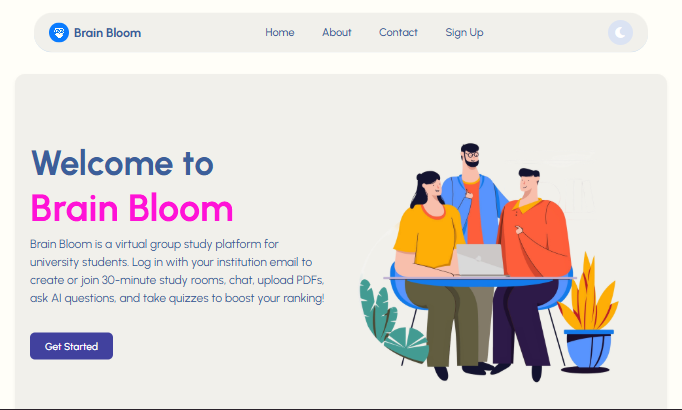 Brain Bloom
Home
About
Contact
Sign Up
Welcome to
Brain Bloom
Brain Bloom is a virtual group study platform for
university students. Log in with your institution email to
create or join 30-minute study rooms, chat, upload PDFs,
ask AI questions, and take quizzes to boost your ranking!
Get Started